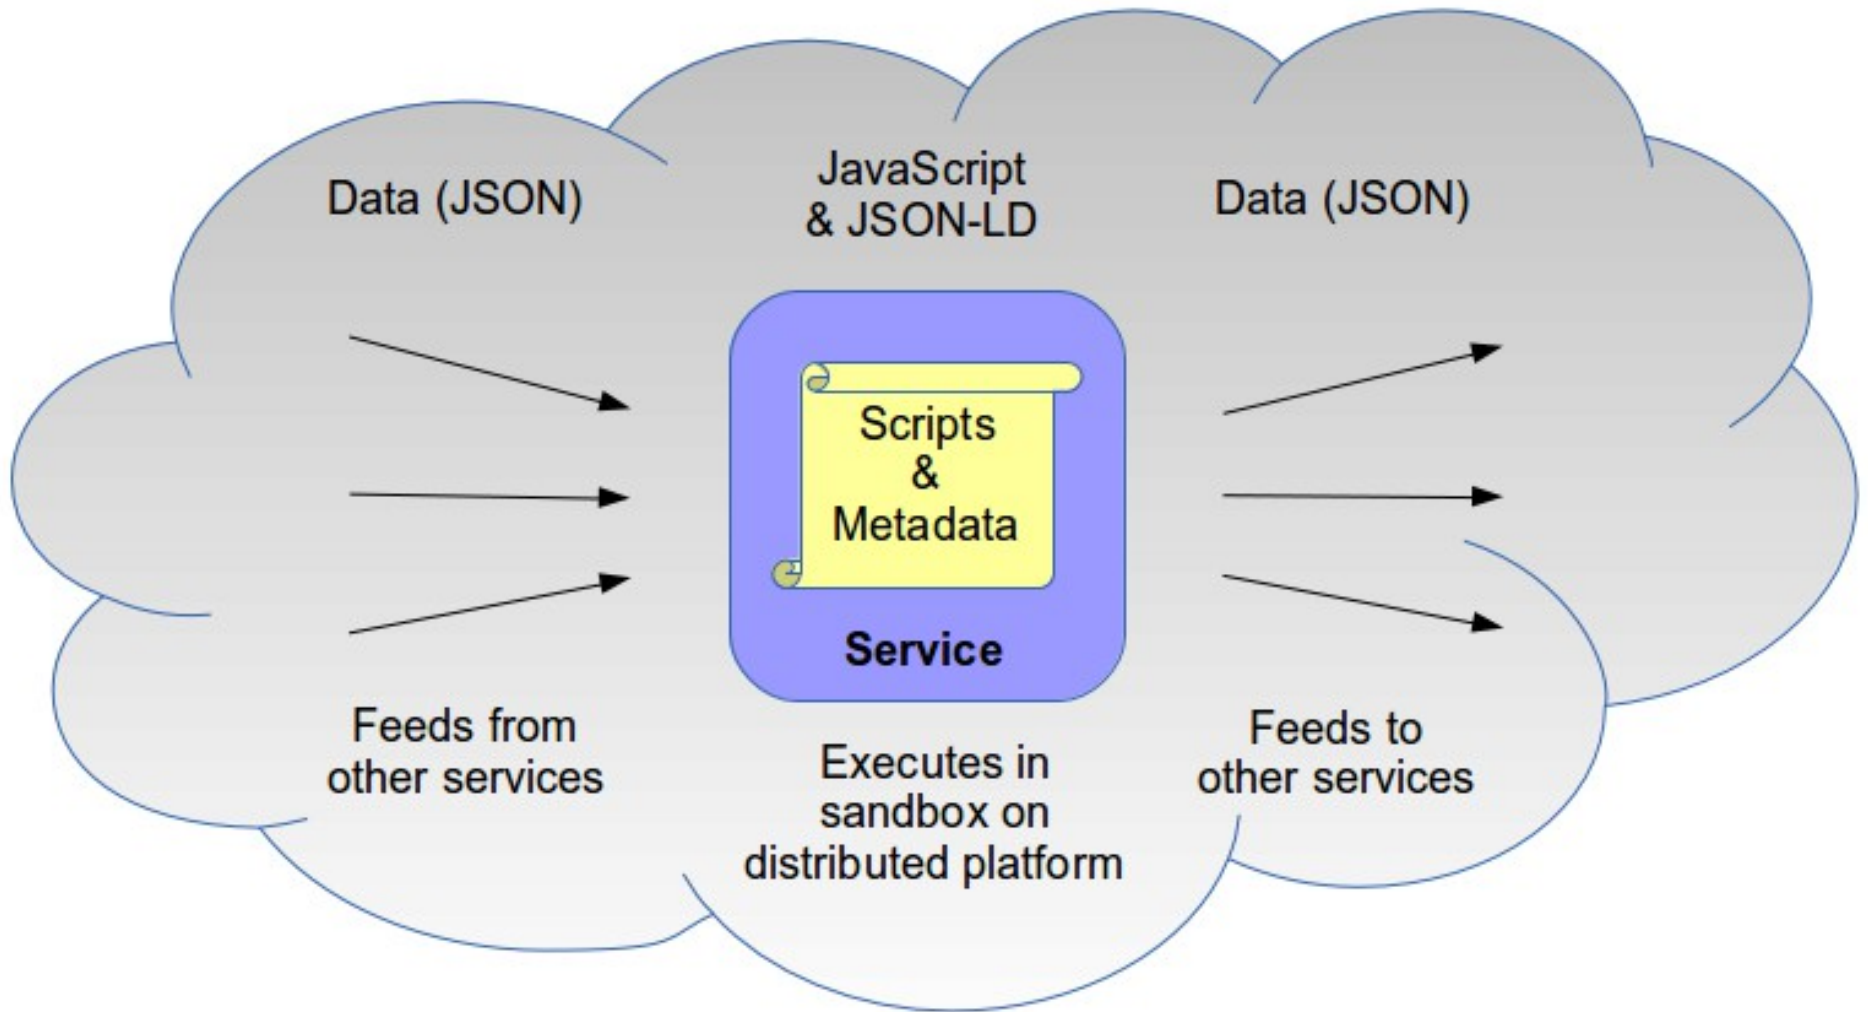 Data (JSON)
JavaScript
& JSON-LD
Data (JSON)
Scripts
&
Metadata
Service
Feeds from
other services
Executes in
sandbox on
distributed platform
Feeds to
other services